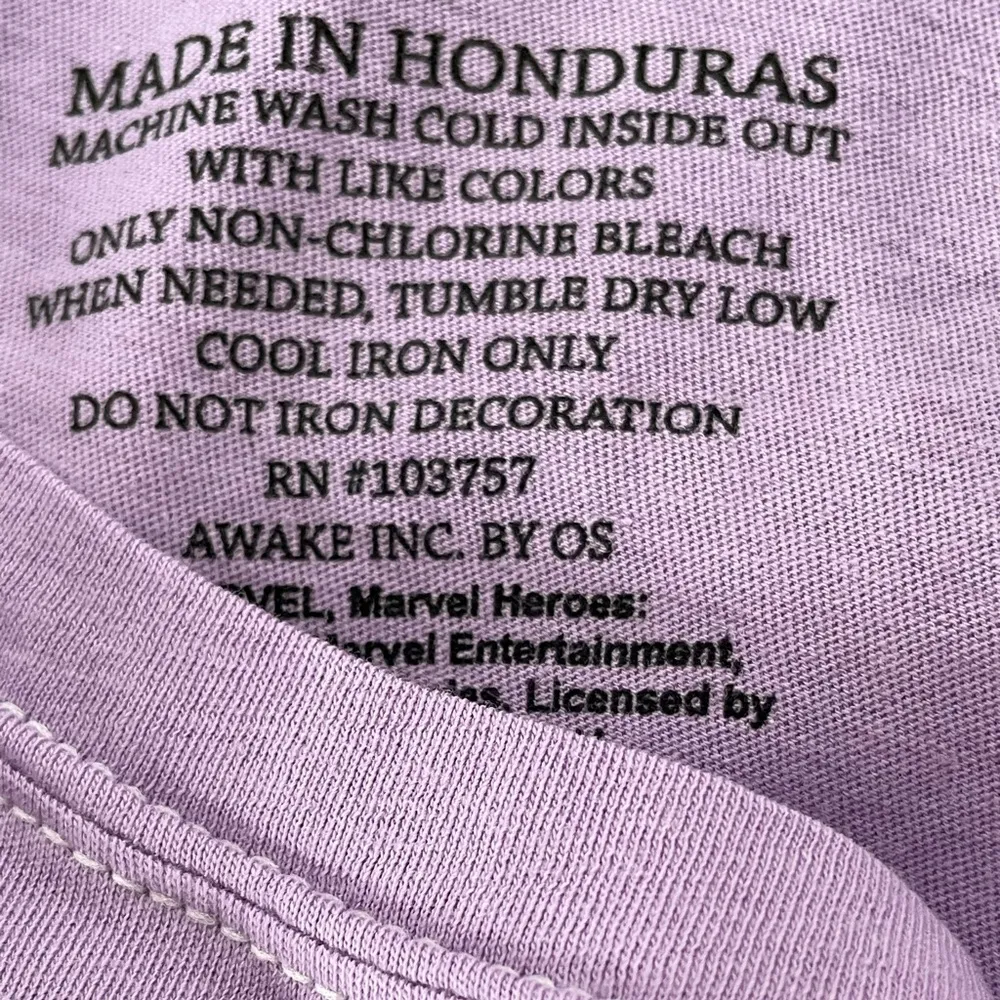 MADE IN HONDURAS
MACHINE WASH COLD INSIDE OUT
WITH LIKE COLORS
ONLY NON-CHLORINE BLEACH
WHEN NEEDED, TUMBLE DRY LOW
COOL IRON ONLY
DO NOT IRON DECORATION
RN #103757
AWAKE INC. BY OS
Marvel Heroes:
Entertainment,
Licensed by